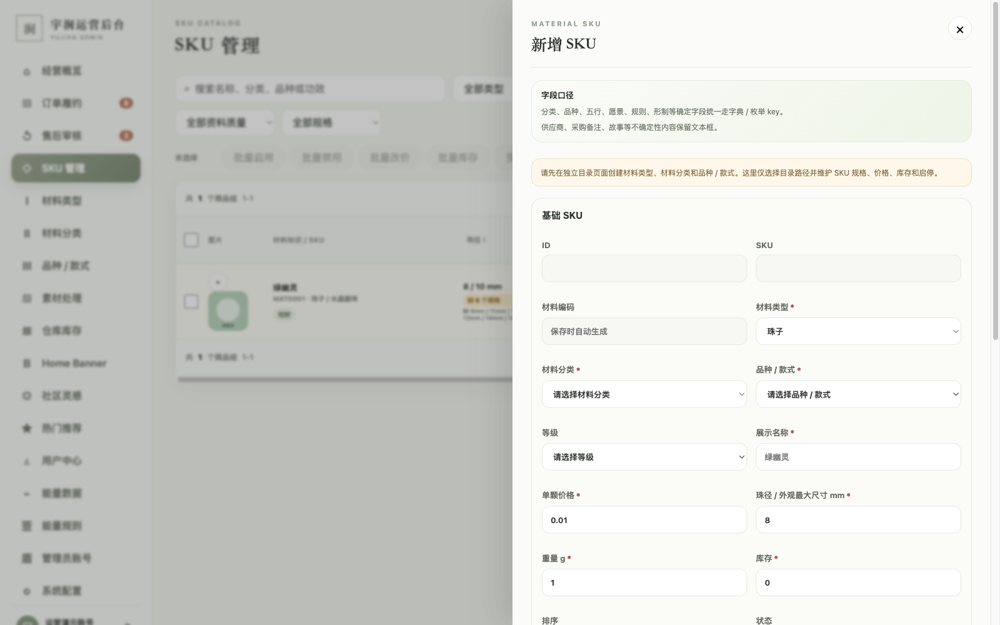 宇涧运营后台
YUJIAN ADMIN
经营概览
订单履约
售后审核
SKU 管理
材料类型
材料分类
品种 / 款式
素材处理
仓库库存
B Home Banner
社区灵感
热门推荐
用户中心
能量数据
能量规则
管理员账号
系统配置
SKU CATALOG
SKU 管理
搜索名称、分类、品种或功效
全部类型
全部资料质量
全部规格
未选择
批量启用
批量禁用
批量改价
批量库存
共 1 个商品组 1-1
图片
材料知识 / SKU
绿幽灵
MAT0001 · 珠子 / 水晶圆珠
8 / 10 mm
共 1 个商品组 1-1
MATERIAL SKU
新增 SKU
×
字段口径
分类、品种、五行、愿景、规则、形制等确定字段统一走字典 / 枚举 key。
供应商、采购备注、故事等不确定性内容保留文本框。
请先在独立目录页面创建材料类型、材料分类和品种 / 款式。这里仅选择目录路径并维护 SKU 规格、价格、库存和启停。
基础 SKU
ID
SKU
材料编码
材料类型 *
保存时自动生成
珠子
材料分类 *
品种 / 款式 *
请选择材料分类
请选择品种 / 款式
等级
展示名称 *
请选择等级
绿幽灵
单颗价格 *
珠径 / 外观最大尺寸 mm *
0.01
8
重量 g *
库存 *
1
0
排序
状态